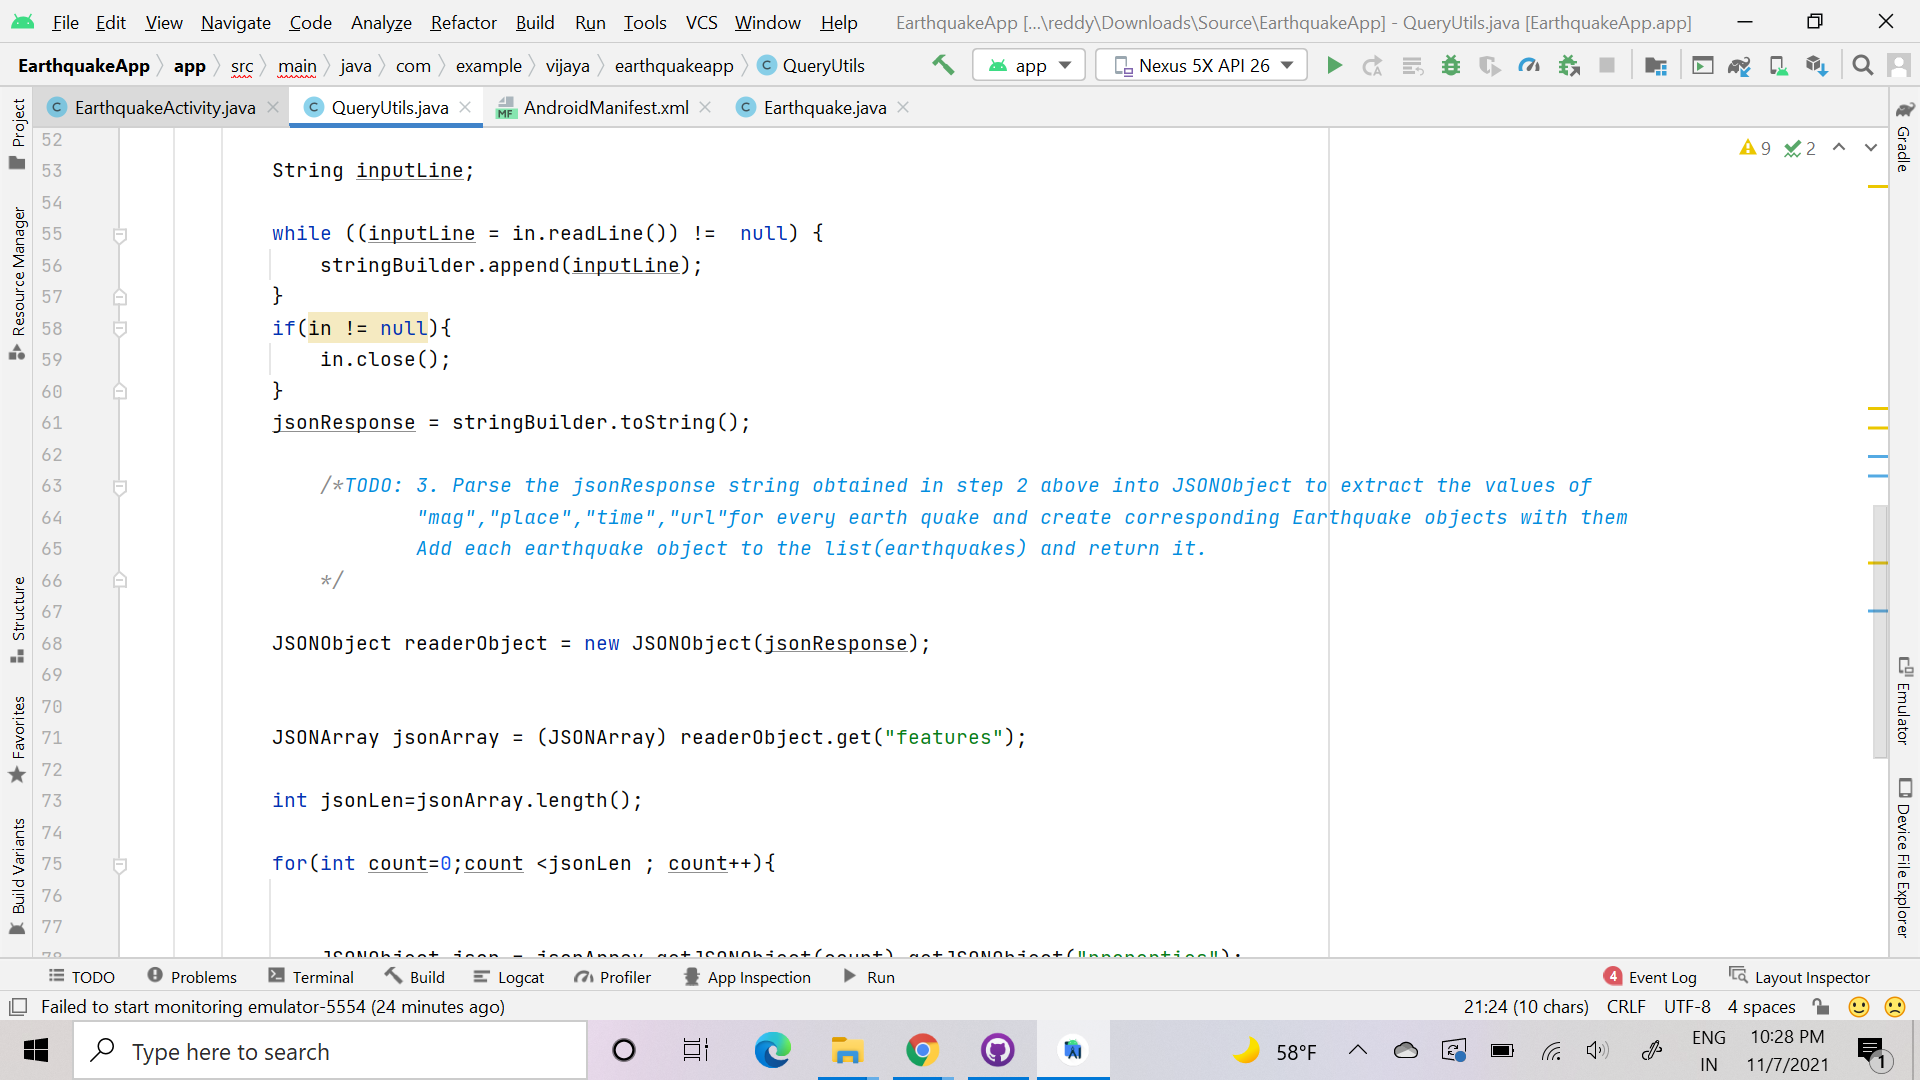 File Edit View Navigate Code Analyze Refactor Build Run Tools VCS Window Help EarthquakeApp [...\reddy\Downloads\Source\EarthquakeApp] - QueryUtils.java [EarthquakeApp.app]
EarthquakeApp app src main java com example vijaya earthquakeapp C QueryUtils app Nexus 5X API 26
C EarthquakeActivity.java C QueryUtils.java MF AndroidManifest.xml C Earthquake.java
Project
Resource Manager
Structure
Favorites
Build Variants
Gradle
Emulator
Device File Explorer
9 2
52
53 String inputLine;
54
55 while ((inputLine = in.readLine()) !=  null) {
56 stringBuilder.append(inputLine);
57 }
58 if(in != null){
59 in.close();
60 }
61 jsonResponse = stringBuilder.toString();
62
63 /*TODO: 3. Parse the jsonResponse string obtained in step 2 above into JSONObject to extract the values of
64 "mag","place","time","url"for every earth quake and create corresponding Earthquake objects with them
65 Add each earthquake object to the list(earthquakes) and return it.
66 */
67
68 JSONObject readerObject = new JSONObject(jsonResponse);
69
70
71 JSONArray jsonArray = (JSONArray) readerObject.get("features");
72
73 int jsonLen=jsonArray.length();
74
75 for(int count=0;count <jsonLen ; count++){
76
77
78 JSONObject json = jsonArray.getJSONObject(count).getJSONObject("properties");
TODO Problems Terminal Build Logcat Profiler App Inspection Run 4 Event Log Layout Inspector
Failed to start monitoring emulator-5554 (24 minutes ago) 21:24 (10 chars) CRLF UTF-8 4 spaces
Type here to search 58°F ENG 10:28 PM
IN 11/7/2021 1